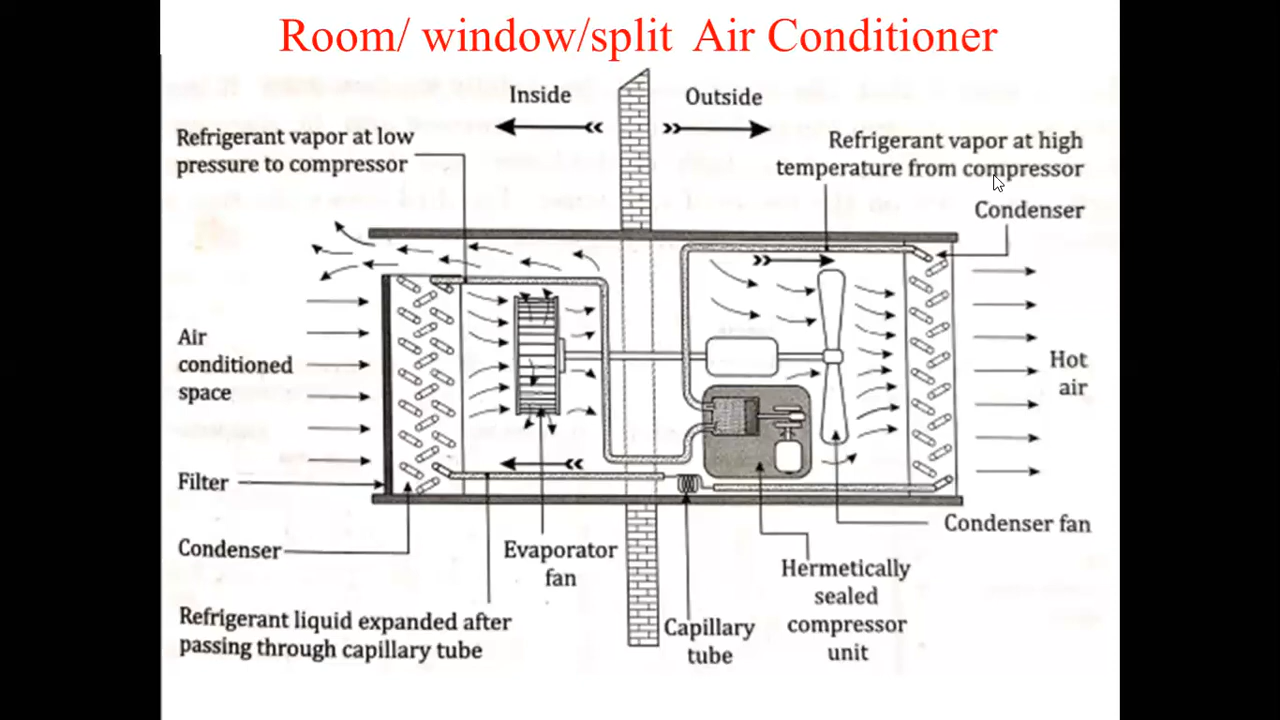 Room/ window/split Air Conditioner
Inside
Outside
Refrigerant vapor at low
pressure to compressor
Refrigerant vapor at high
temperature from compressor
Condenser
Air
conditioned
space
Hot
air
Filter
Condenser
Evaporator
fan
Condenser fan
Hermetically
sealed
compressor
unit
Refrigerant liquid expanded after
passing through capillary tube
Capillary
tube